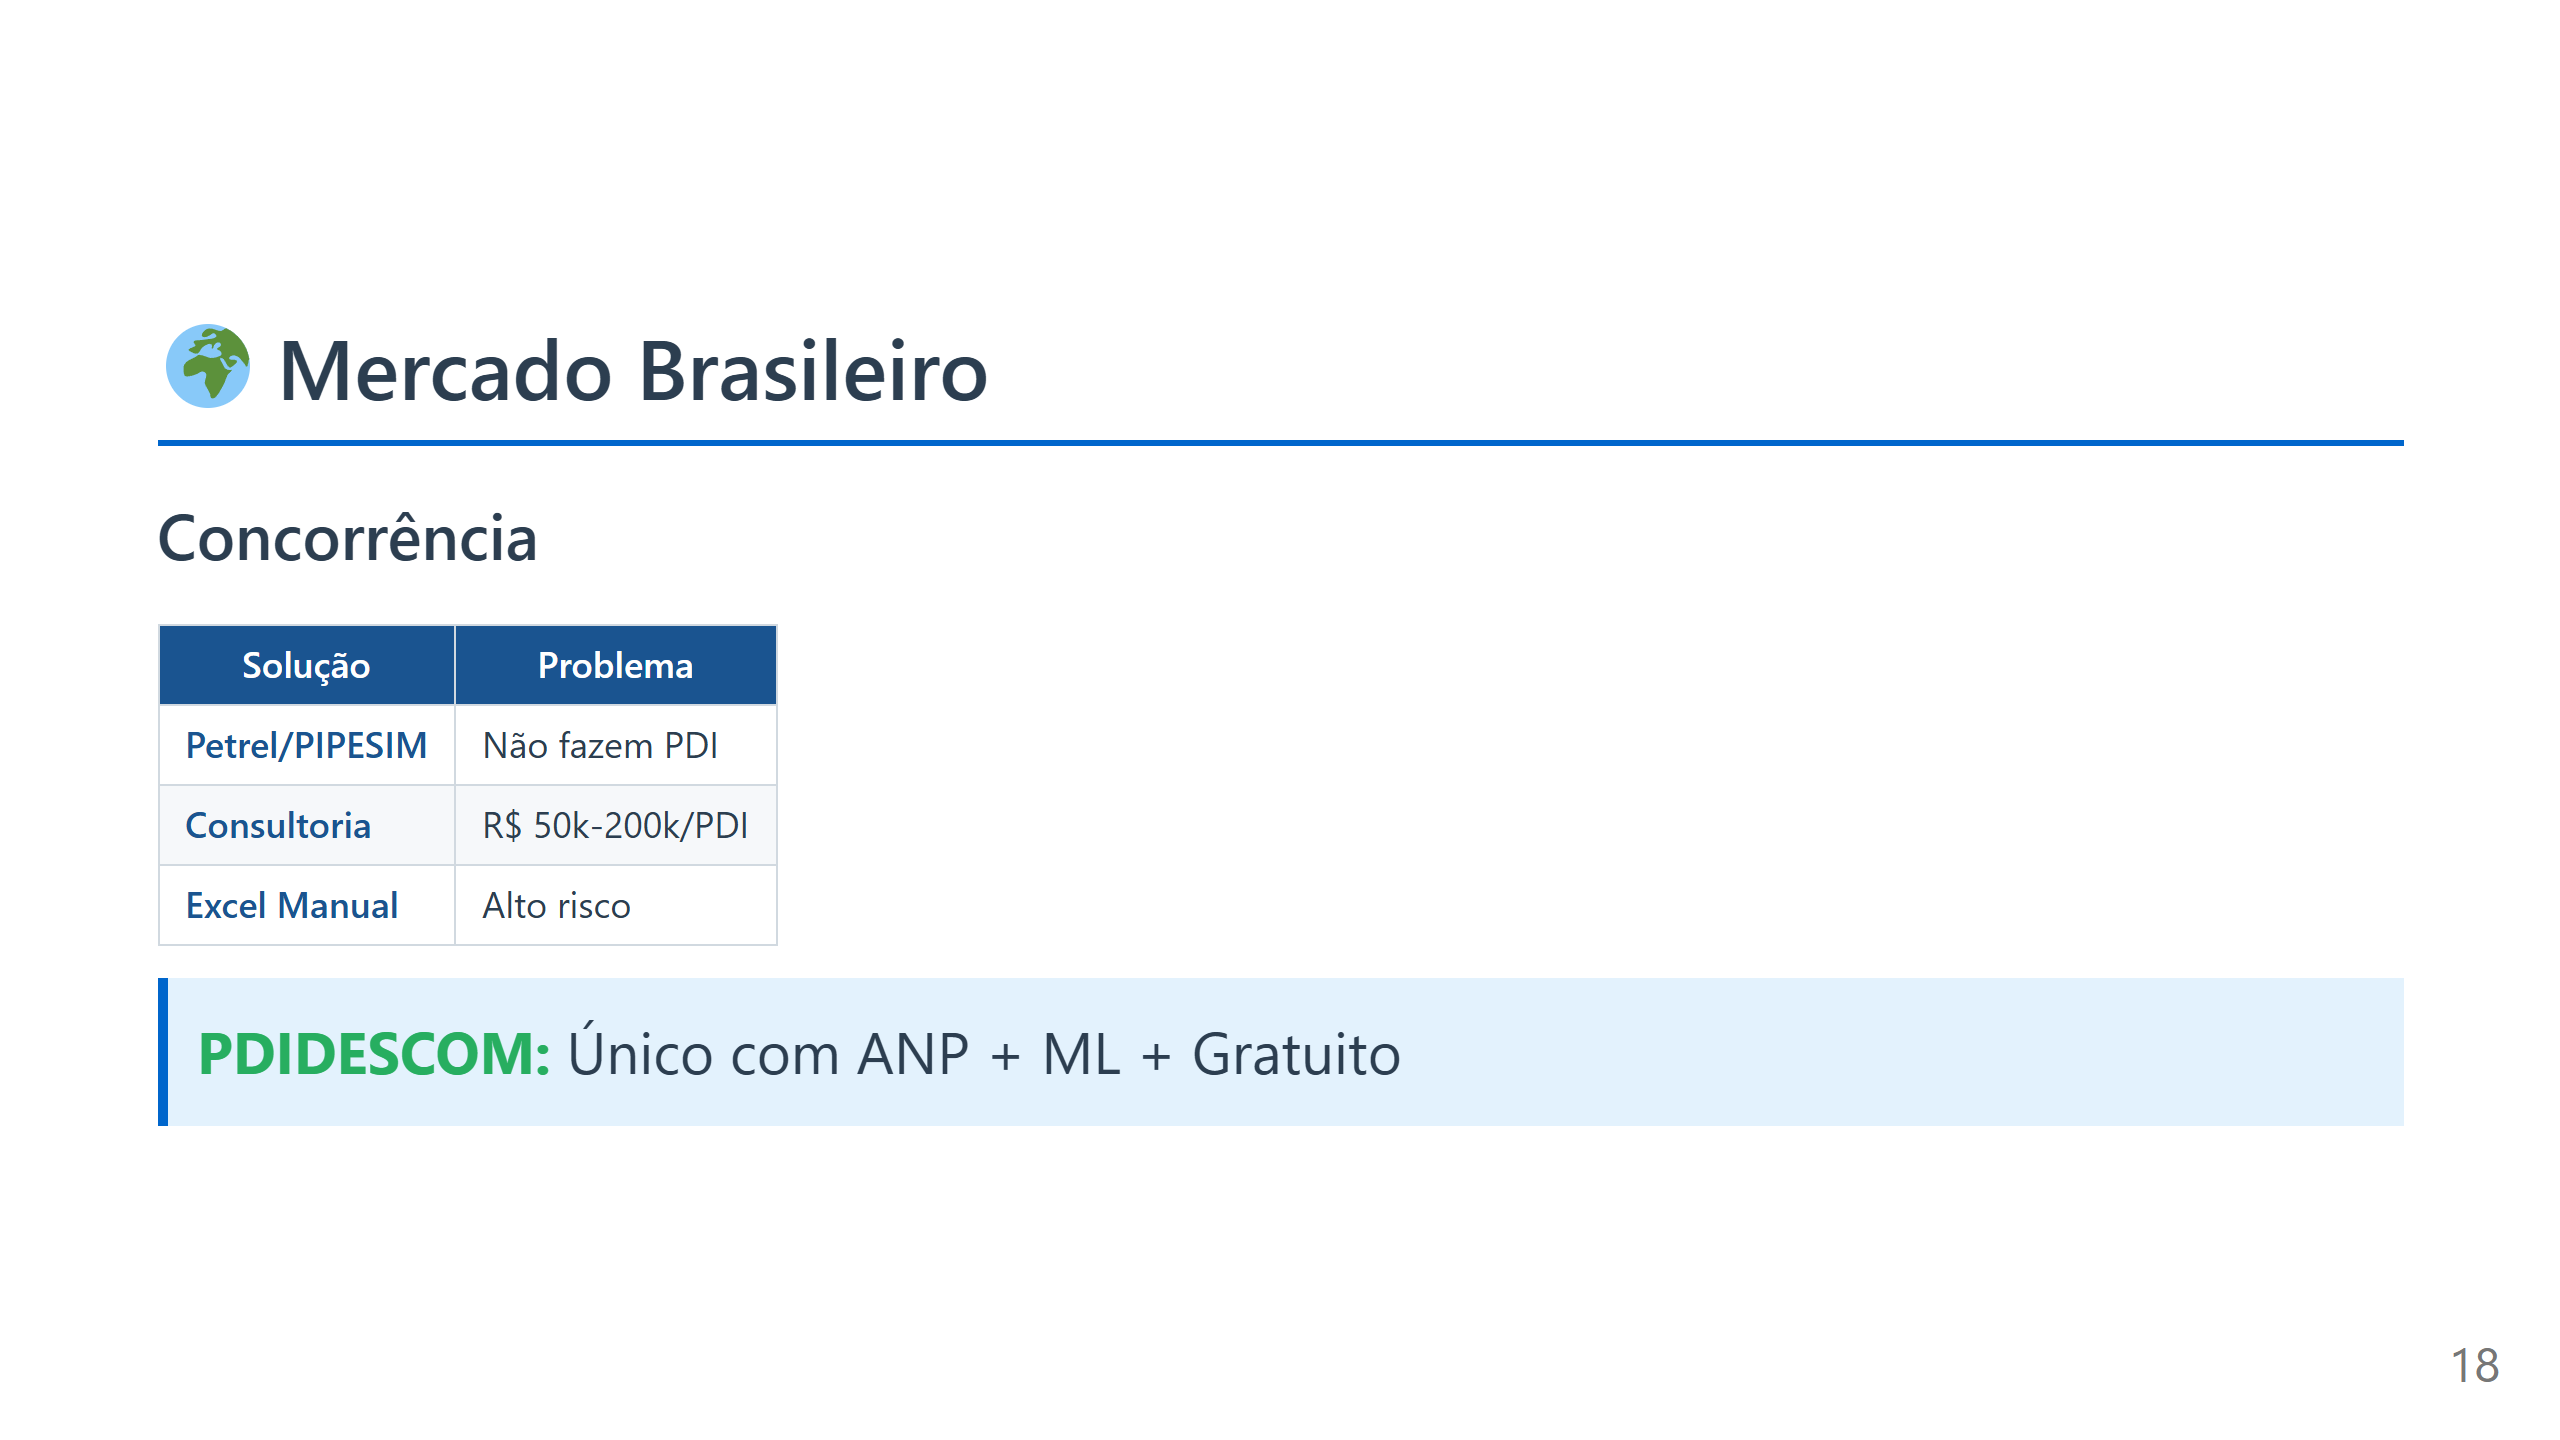 Mercado Brasileiro
Concorrência
Solução Problema
Petrel/PIPESIM Não fazem PDI
Consultoria R$ 50k-200k/PDI
Excel Manual Alto risco
PDIDESCOM: Único com ANP + ML + Gratuito
18